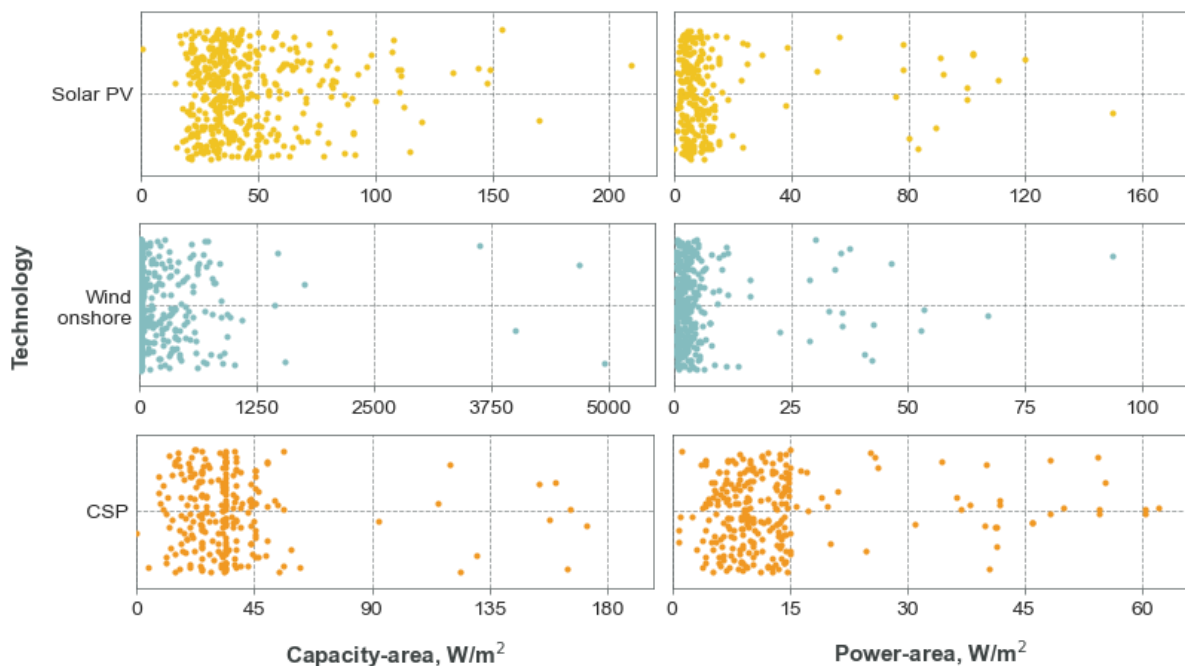 Solar PV
0 50 100 150 200
0 40 80 120 160
Technology
Wind
onshore
0 1250 2500 3750 5000
0 25 50 75 100
CSP
0 45 90 135 180
0 15 30 45 60
Capacity-area, W/m²
Power-area, W/m²